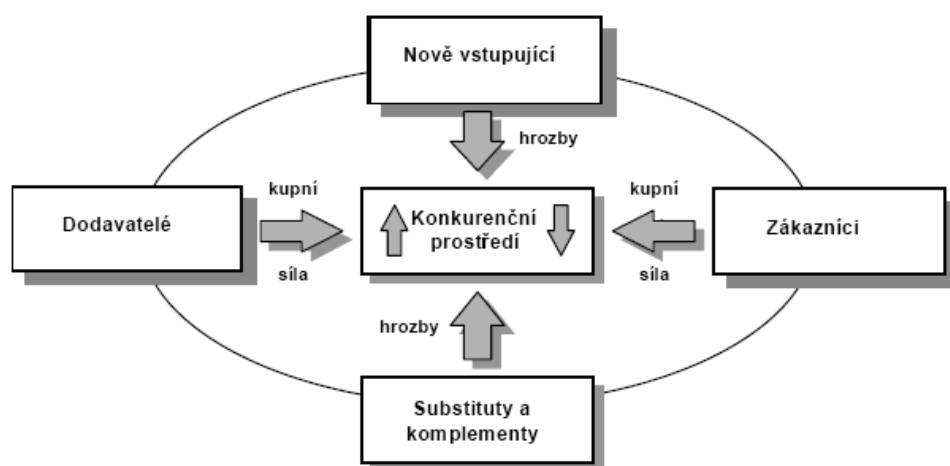 Nově vstupující
hrozby
kupní
Dodavatelé
síla
Konkurenční
prostředí
kupní
Zákazníci
síla
hrozby
Substituty a
komplementy